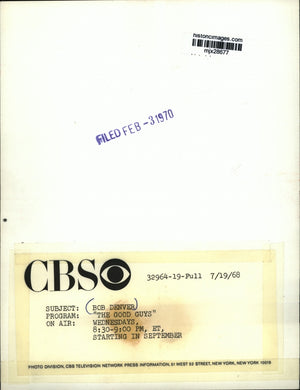 historicimages.com
mjx28677
FILED FEB -3 1970
CBS
32964-19-Full 7/19/68
SUBJECT: BOB DENVER
PROGRAM: "THE GOOD GUYS"
ON AIR: WEDNESDAYS,
8:30-9:00 PM, ET,
STARTING IN SEPTEMBER
PHOTO DIVISION, CBS TELEVISION NETWORK PRESS INFORMATION, 51 WEST 52 STREET, NEW YORK, NEW YORK 10019